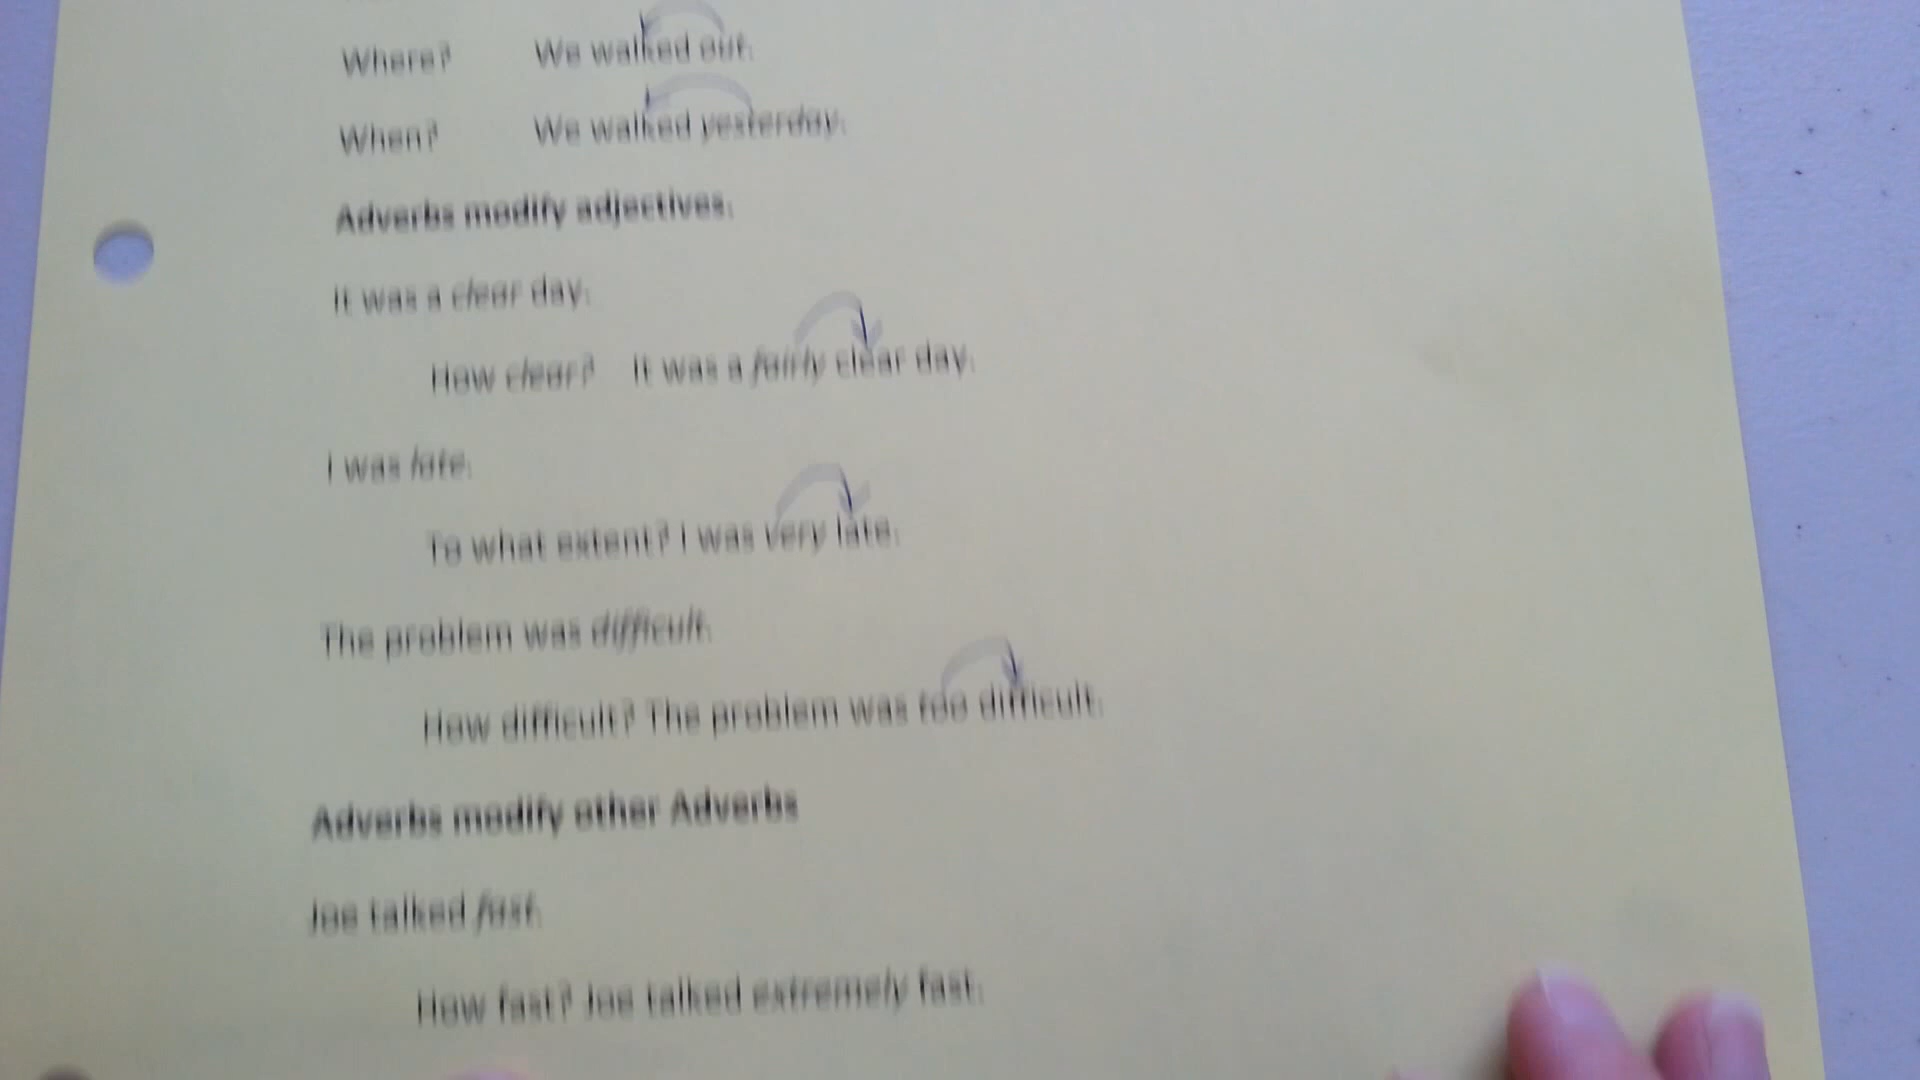 Where? We walked out.
When? We walked yesterday.
Adverbs modify adjectives.
It was a clear day.
How clear? It was a fairly clear day.
I was late.
To what extent? I was very late.
The problem was difficult.
How difficult? The problem was too difficult.
Adverbs modify other Adverbs
Joe talked fast.
How fast? Joe talked extremely fast.